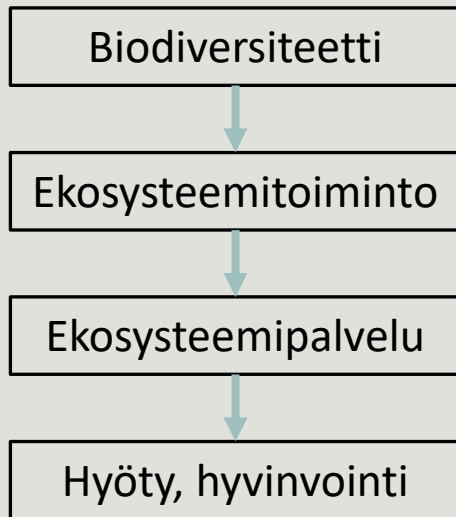 Biodiversiteetti
Ekosysteemitoiminto
Ekosysteemipalvelu
Hyöty, hyvinvointi